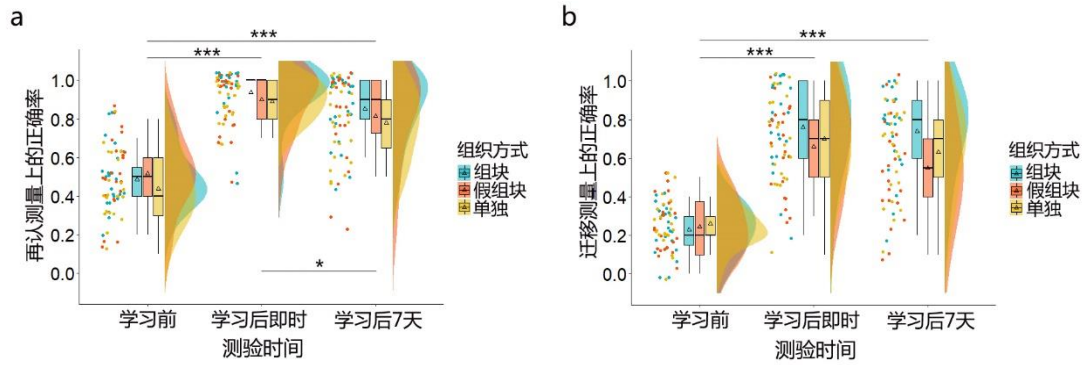 a
***
***
1.0
0.8
0.6
0.4
0.2
0.0
再认测量上的正确率
*
学习前 学习后即时 学习后7天
测验时间
组织方式
组块
假组块
单独
b
***
***
1.0
0.8
0.6
0.4
0.2
0.0
迁移测量上的正确率
学习前 学习后即时 学习后7天
测验时间
组织方式
组块
假组块
单独